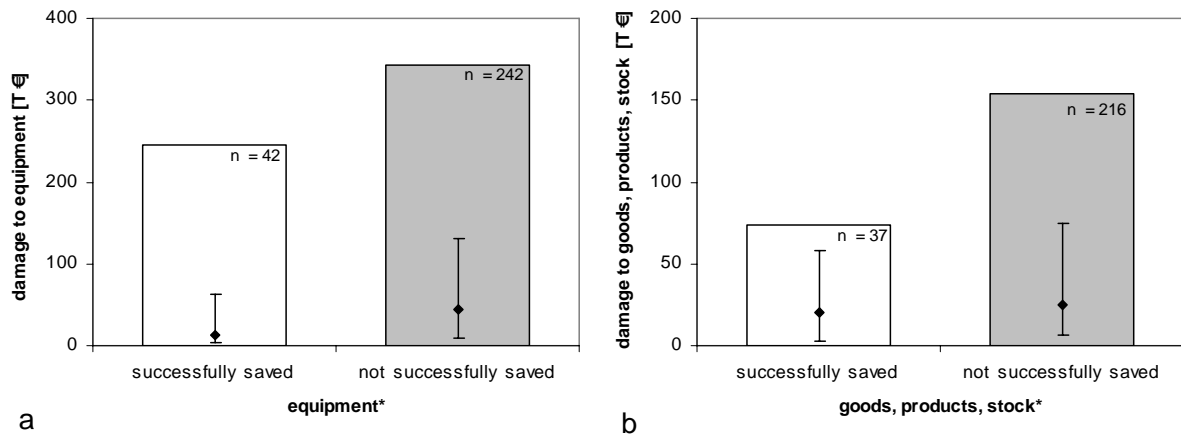 damage to equipment [T €]
400
300
200
100
0
n = 42
n = 242
successfully saved
not successfully saved
equipment*
a
damage to goods, products, stock [T €]
200
150
100
50
0
n = 37
n = 216
successfully saved
not successfully saved
goods, products, stock*
b